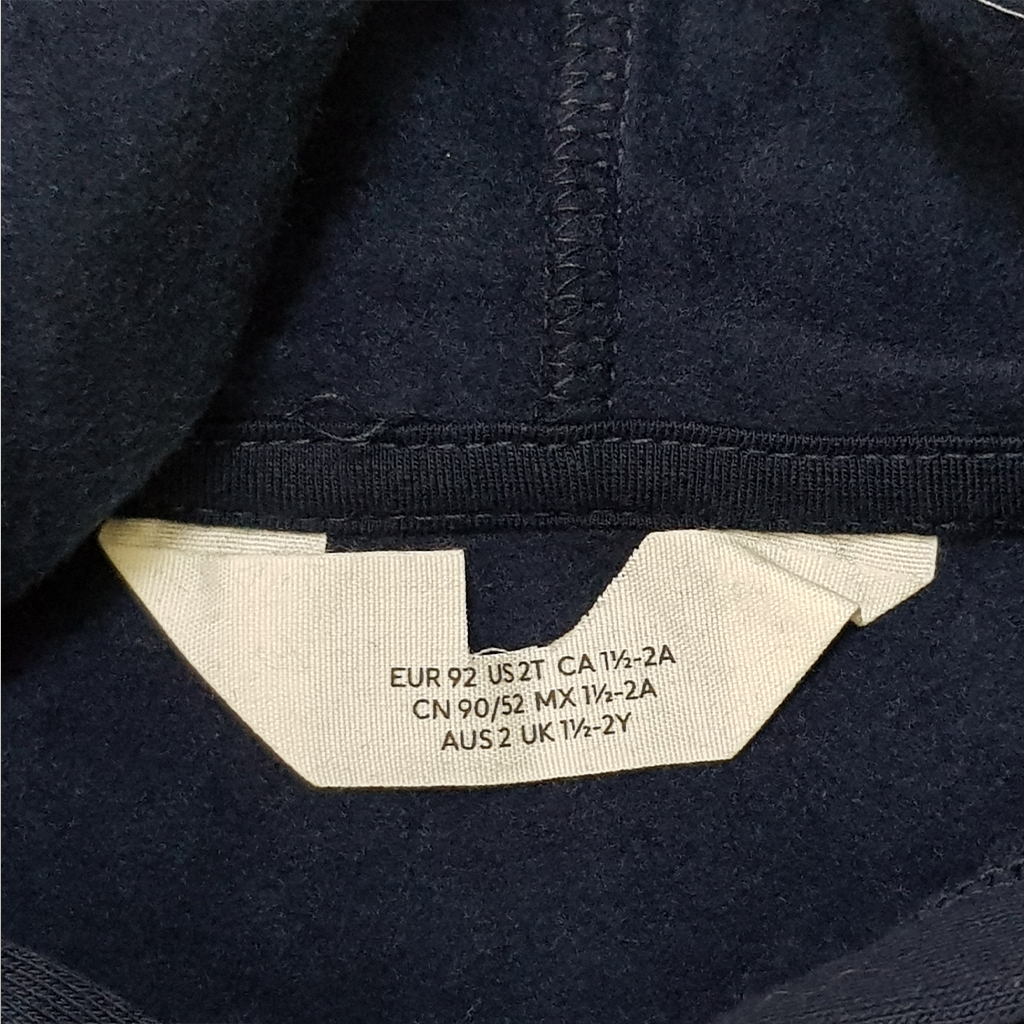 EUR 92 US 2T CA 1½-2A
CN 90/52 MX 1½-2A
AUS 2 UK 1½-2Y